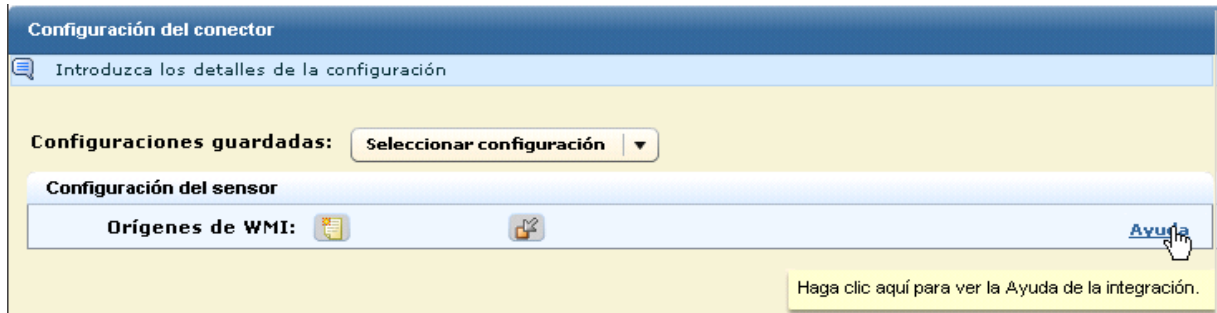 Configuración del conector
Introduzca los detalles de la configuración
Configuraciones guardadas: Seleccionar configuración
Configuración del sensor
Orígenes de WMI: Ayuda
Haga clic aquí para ver la Ayuda de la integración.